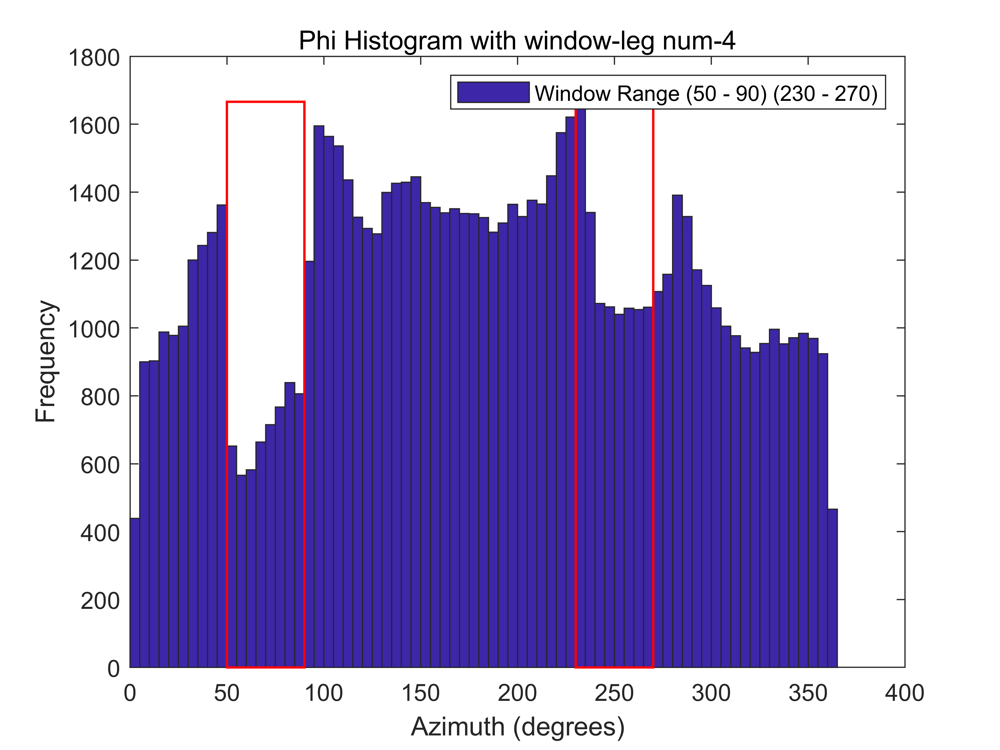 Phi Histogram with window-leg num-4
Window Range (50 - 90) (230 - 270)
1800
1600
1400
1200
1000
800
600
400
200
0
Frequency
0 50 100 150 200 250 300 350 400
Azimuth (degrees)